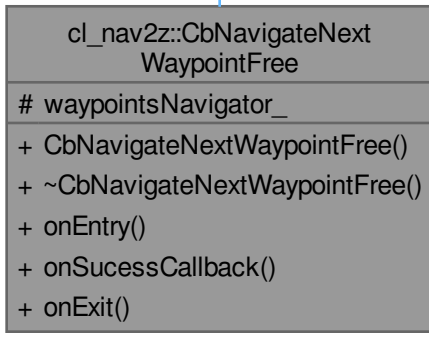 cl_nav2z::CbNavigateNext
WaypointFree
# waypointsNavigator_
+ CbNavigateNextWaypointFree()
+ ~CbNavigateNextWaypointFree()
+ onEntry()
+ onSucessCallback()
+ onExit()